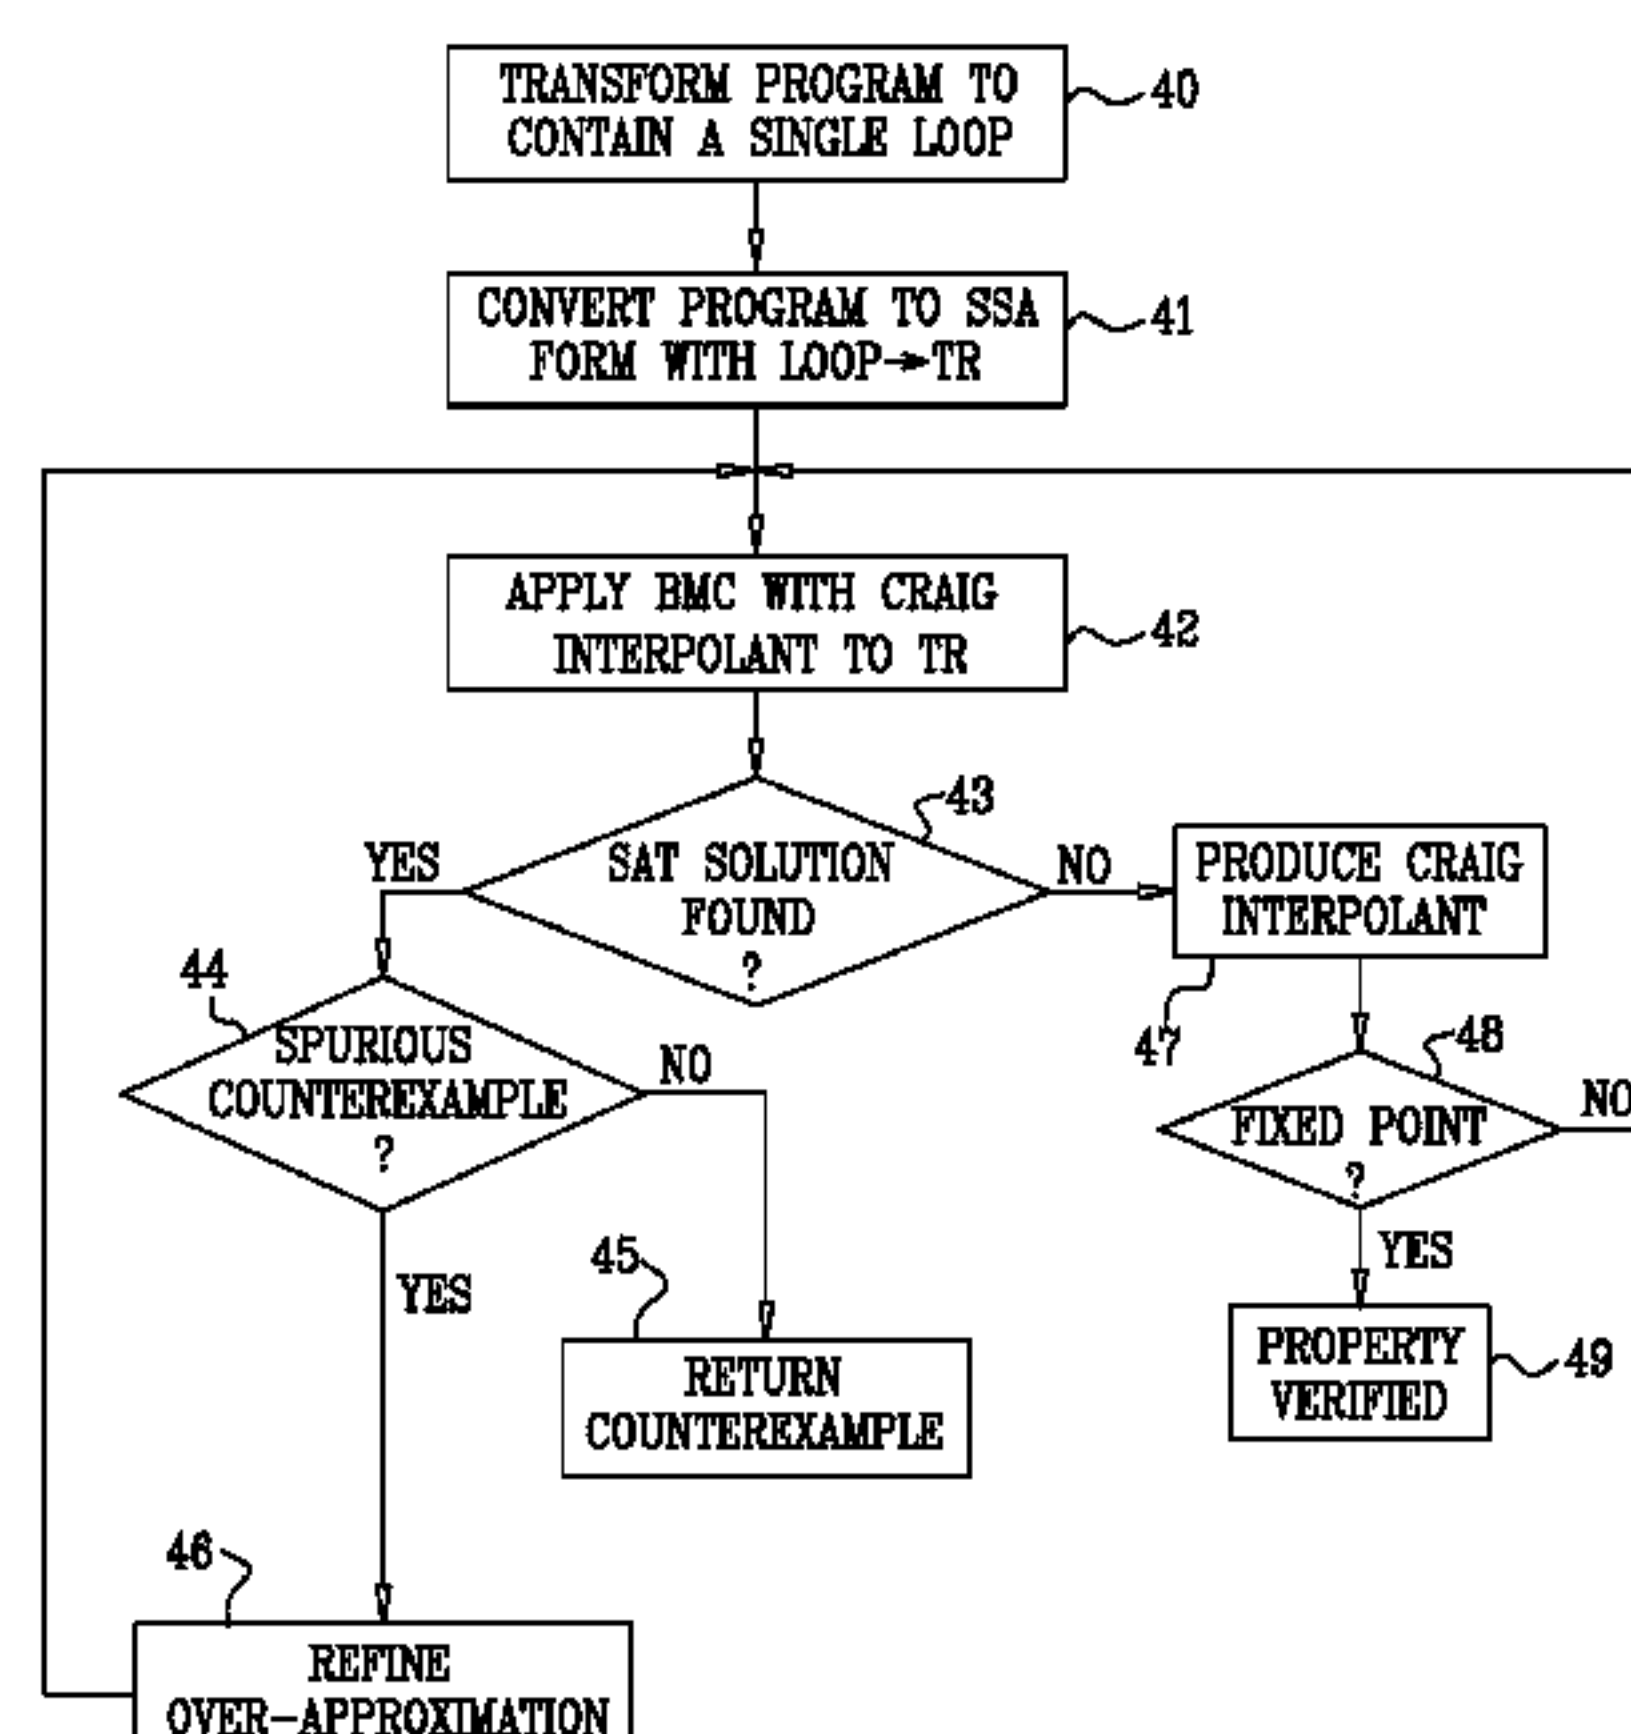 TRANSFORM PROGRAM TO
CONTAIN A SINGLE LOOP
40
CONVERT PROGRAM TO SSA
FORM WITH LOOP→TR
41
APPLY BMC WITH CRAIG
INTERPOLANT TO TR
42
43
SAT SOLUTION
FOUND
?
YES
NO
PRODUCE CRAIG
INTERPOLANT
47
44
SPURIOUS
COUNTEREXAMPLE
?
NO
YES
48
FIXED POINT
?
NO
YES
45
RETURN
COUNTEREXAMPLE
PROPERTY
VERIFIED
49
46
REFINE
OVER-APPROXIMATION